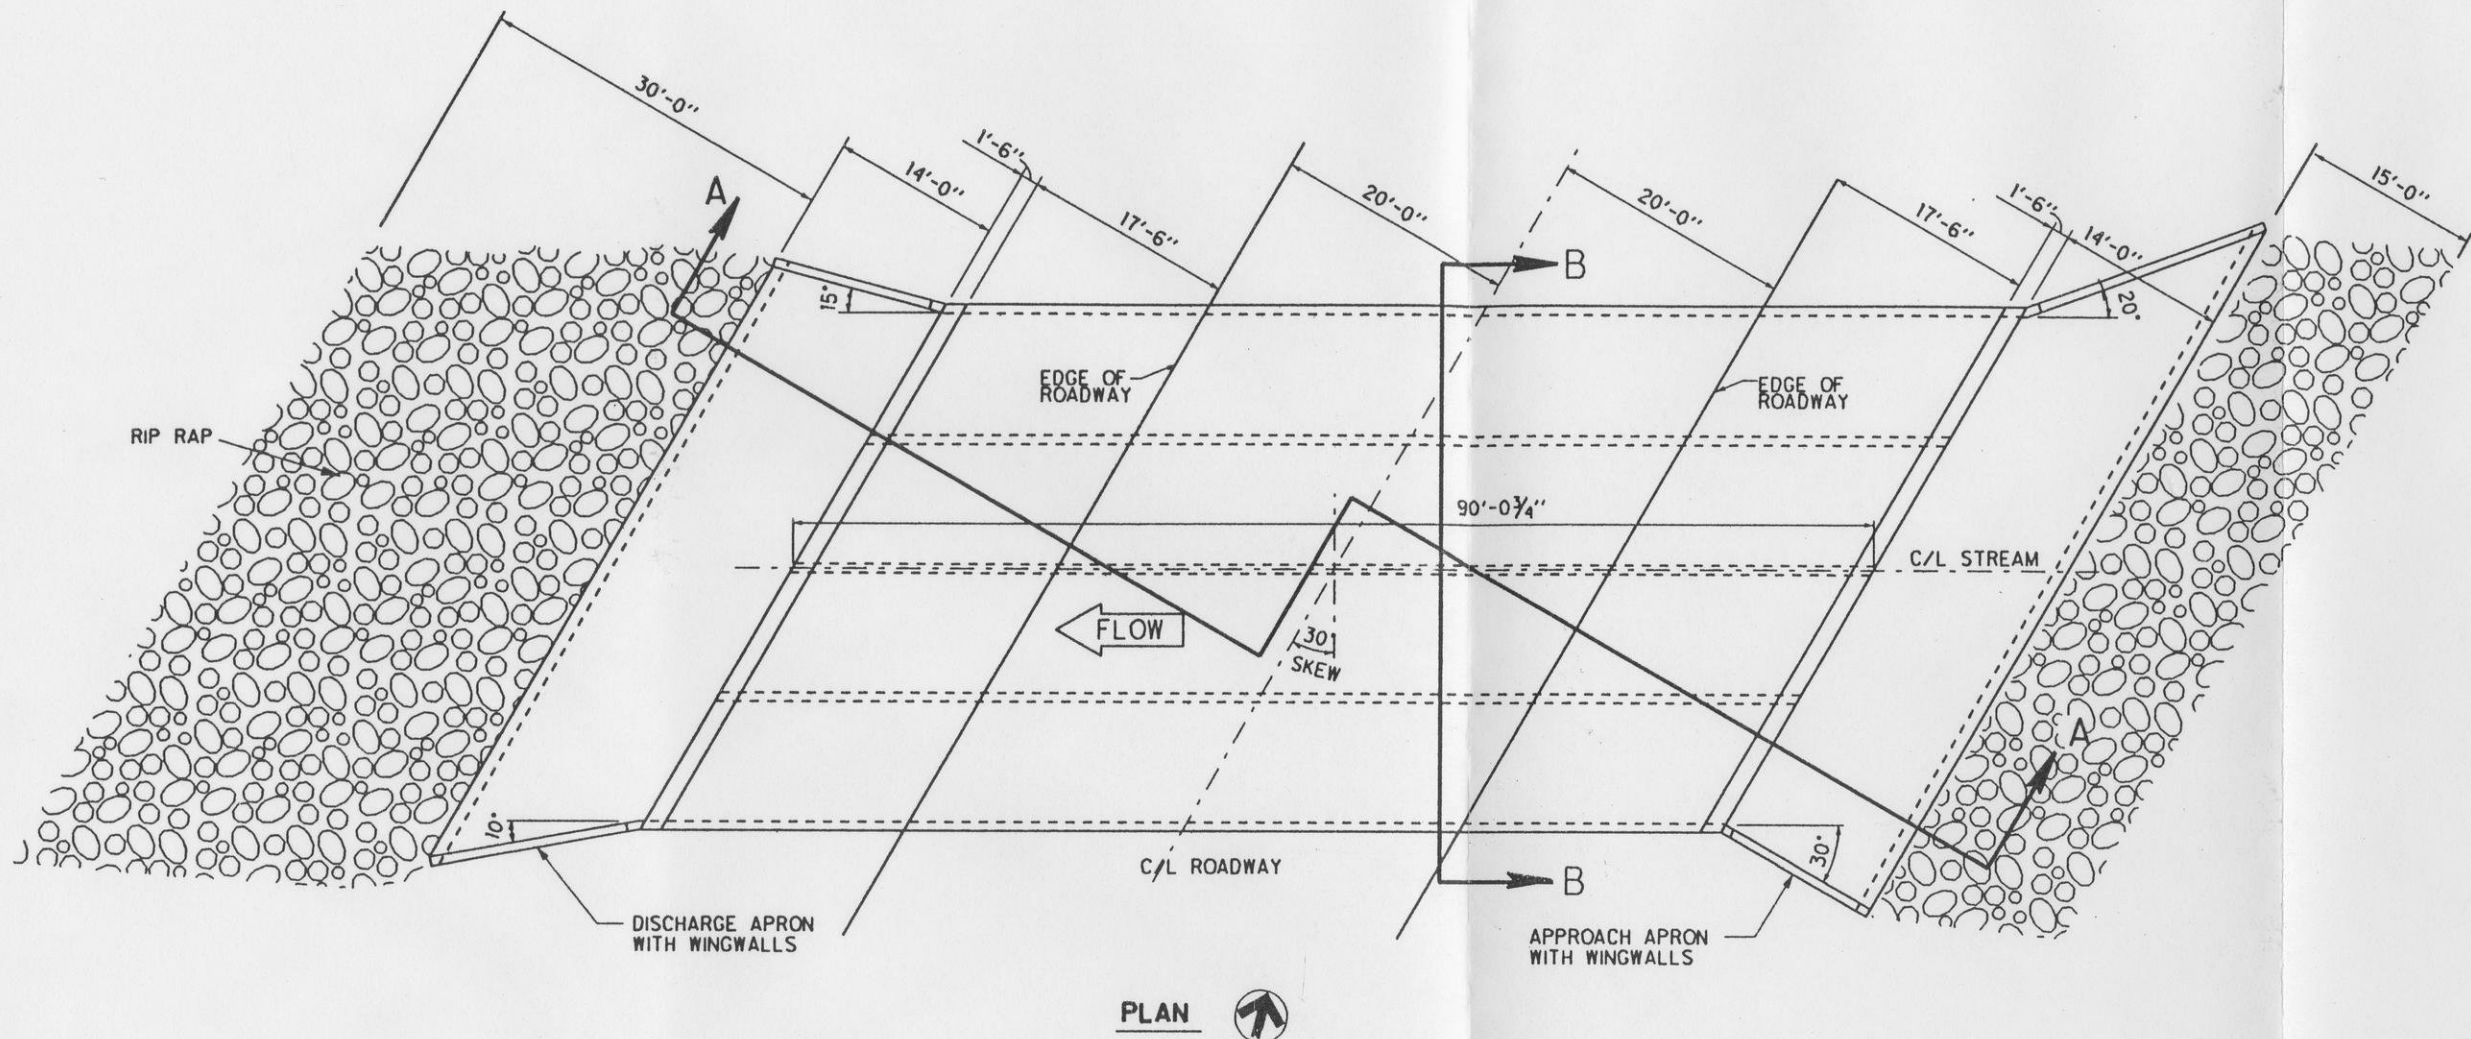 30'-0"
14'-0"
1'-6"
17'-6"
20'-0"
20'-0"
17'-6"
1'-6"
14'-0"
15'-0"
A
B
15°
20°
EDGE OF
ROADWAY
EDGE OF
ROADWAY
RIP RAP
90'-0¾"
C/L STREAM
FLOW
30°
SKEW
A
10°
30°
C/L ROADWAY
B
DISCHARGE APRON
WITH WINGWALLS
APPROACH APRON
WITH WINGWALLS
PLAN